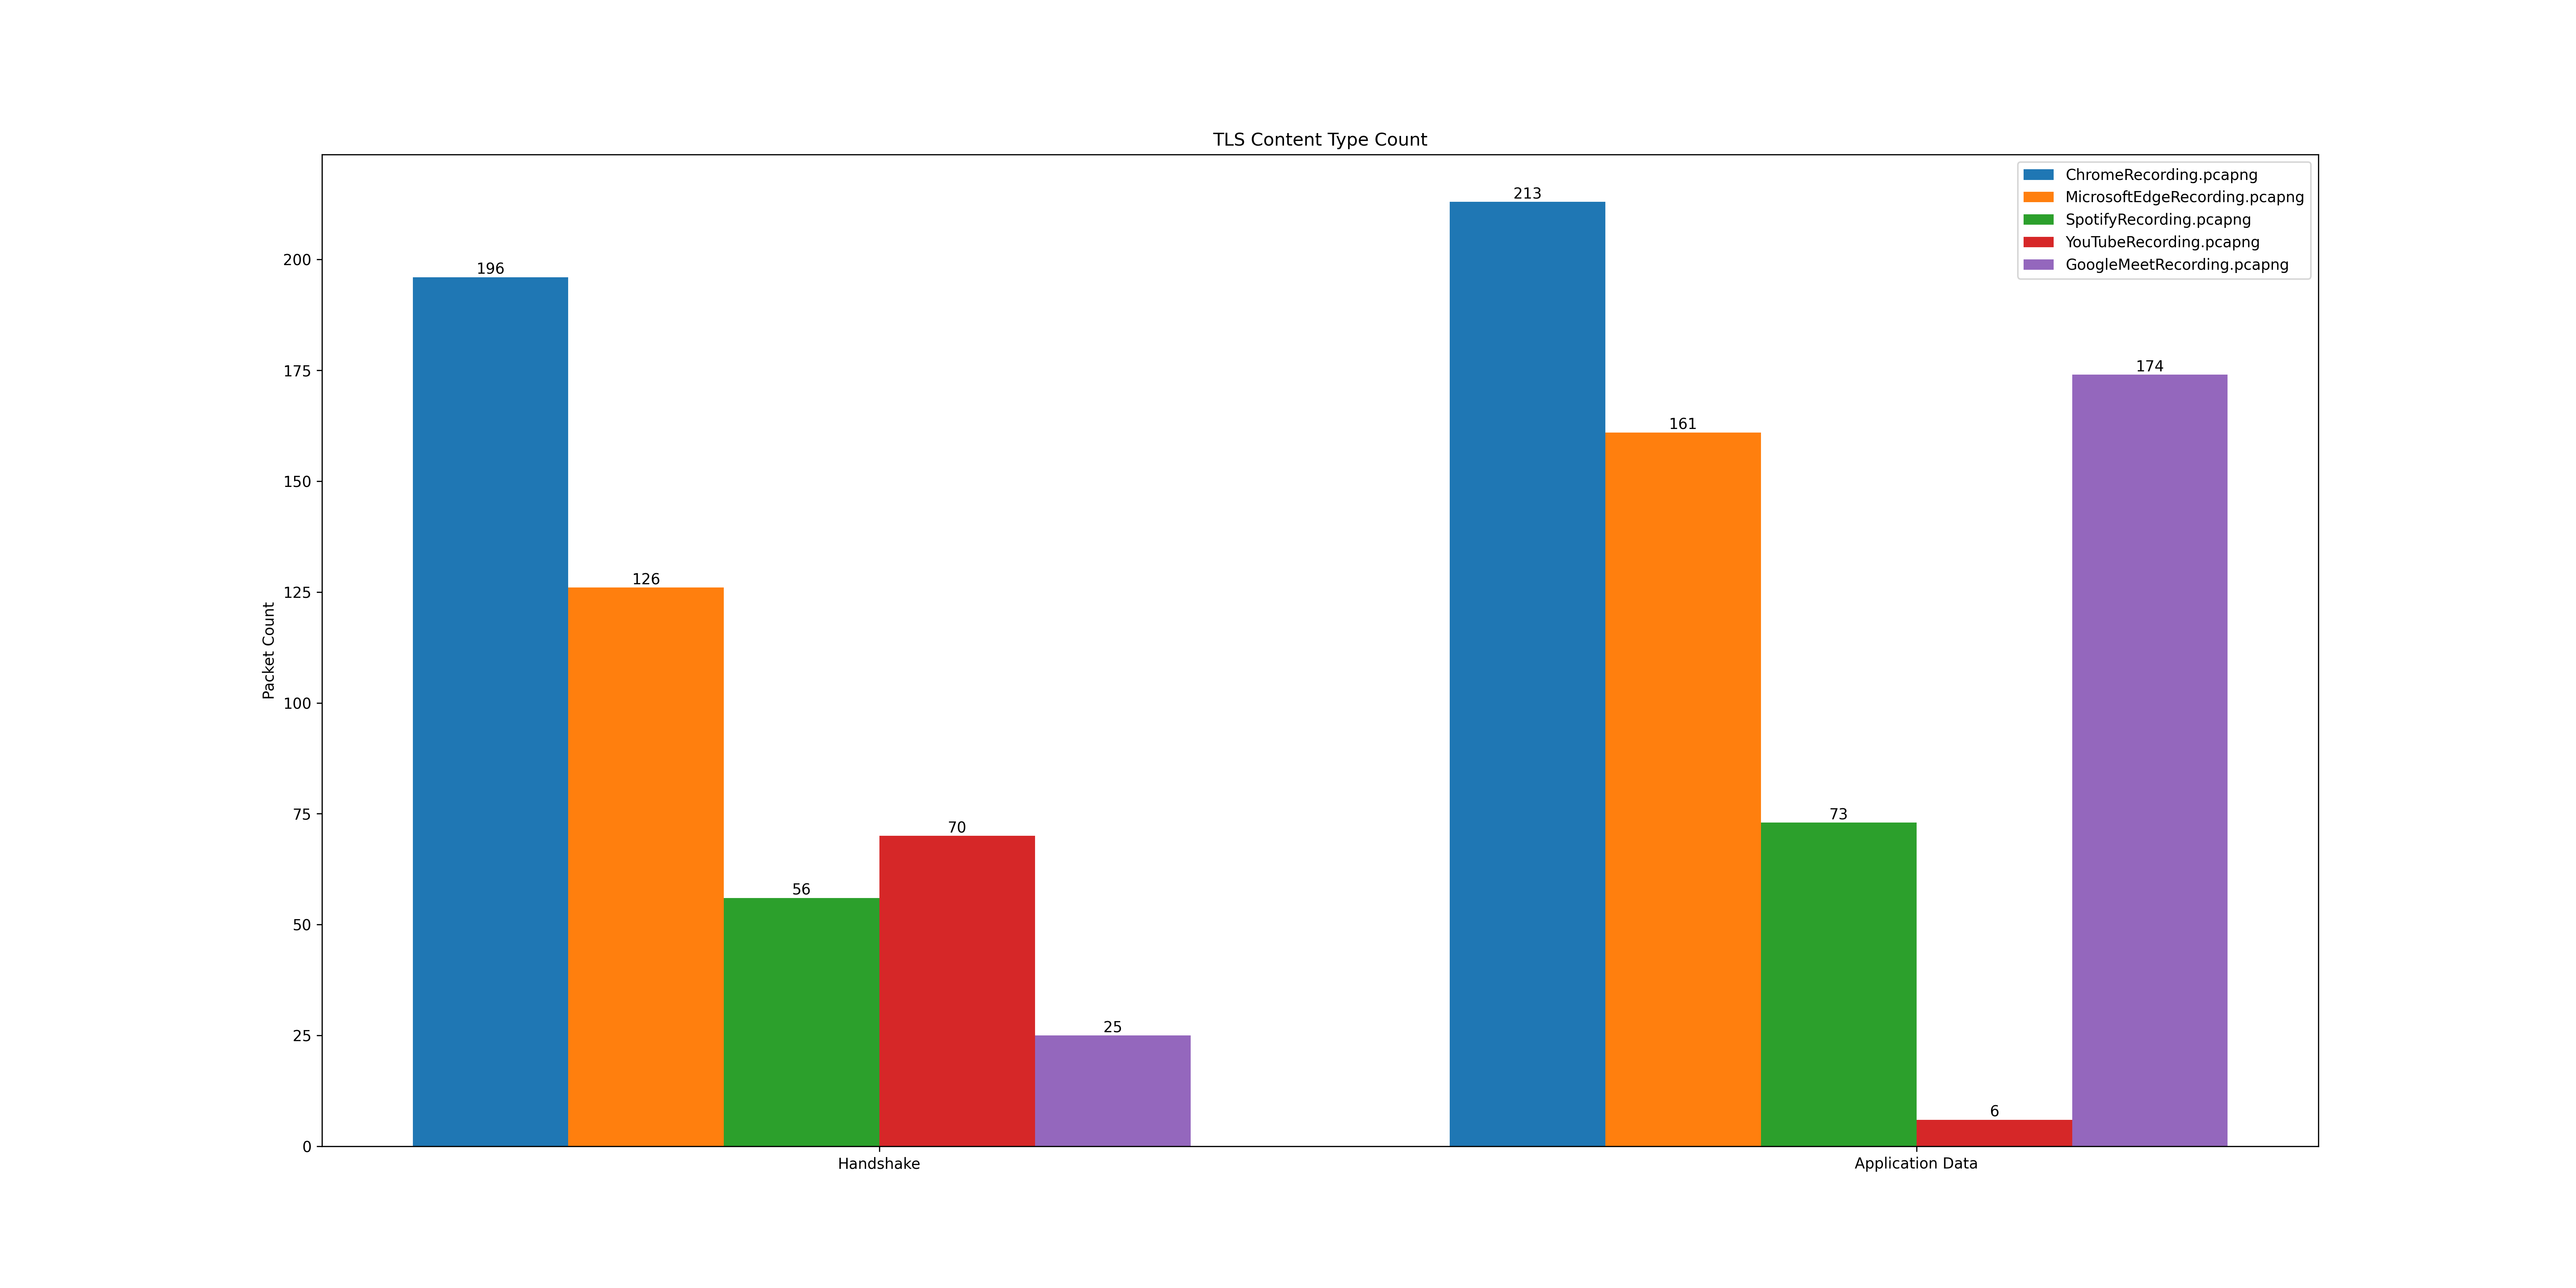 TLS Content Type Count
ChromeRecording.pcapng
MicrosoftEdgeRecording.pcapng
SpotifyRecording.pcapng
YouTubeRecording.pcapng
GoogleMeetRecording.pcapng
Packet Count
200
175
150
125
100
75
50
25
0
196
126
56
70
25
213
161
73
6
174
Handshake
Application Data